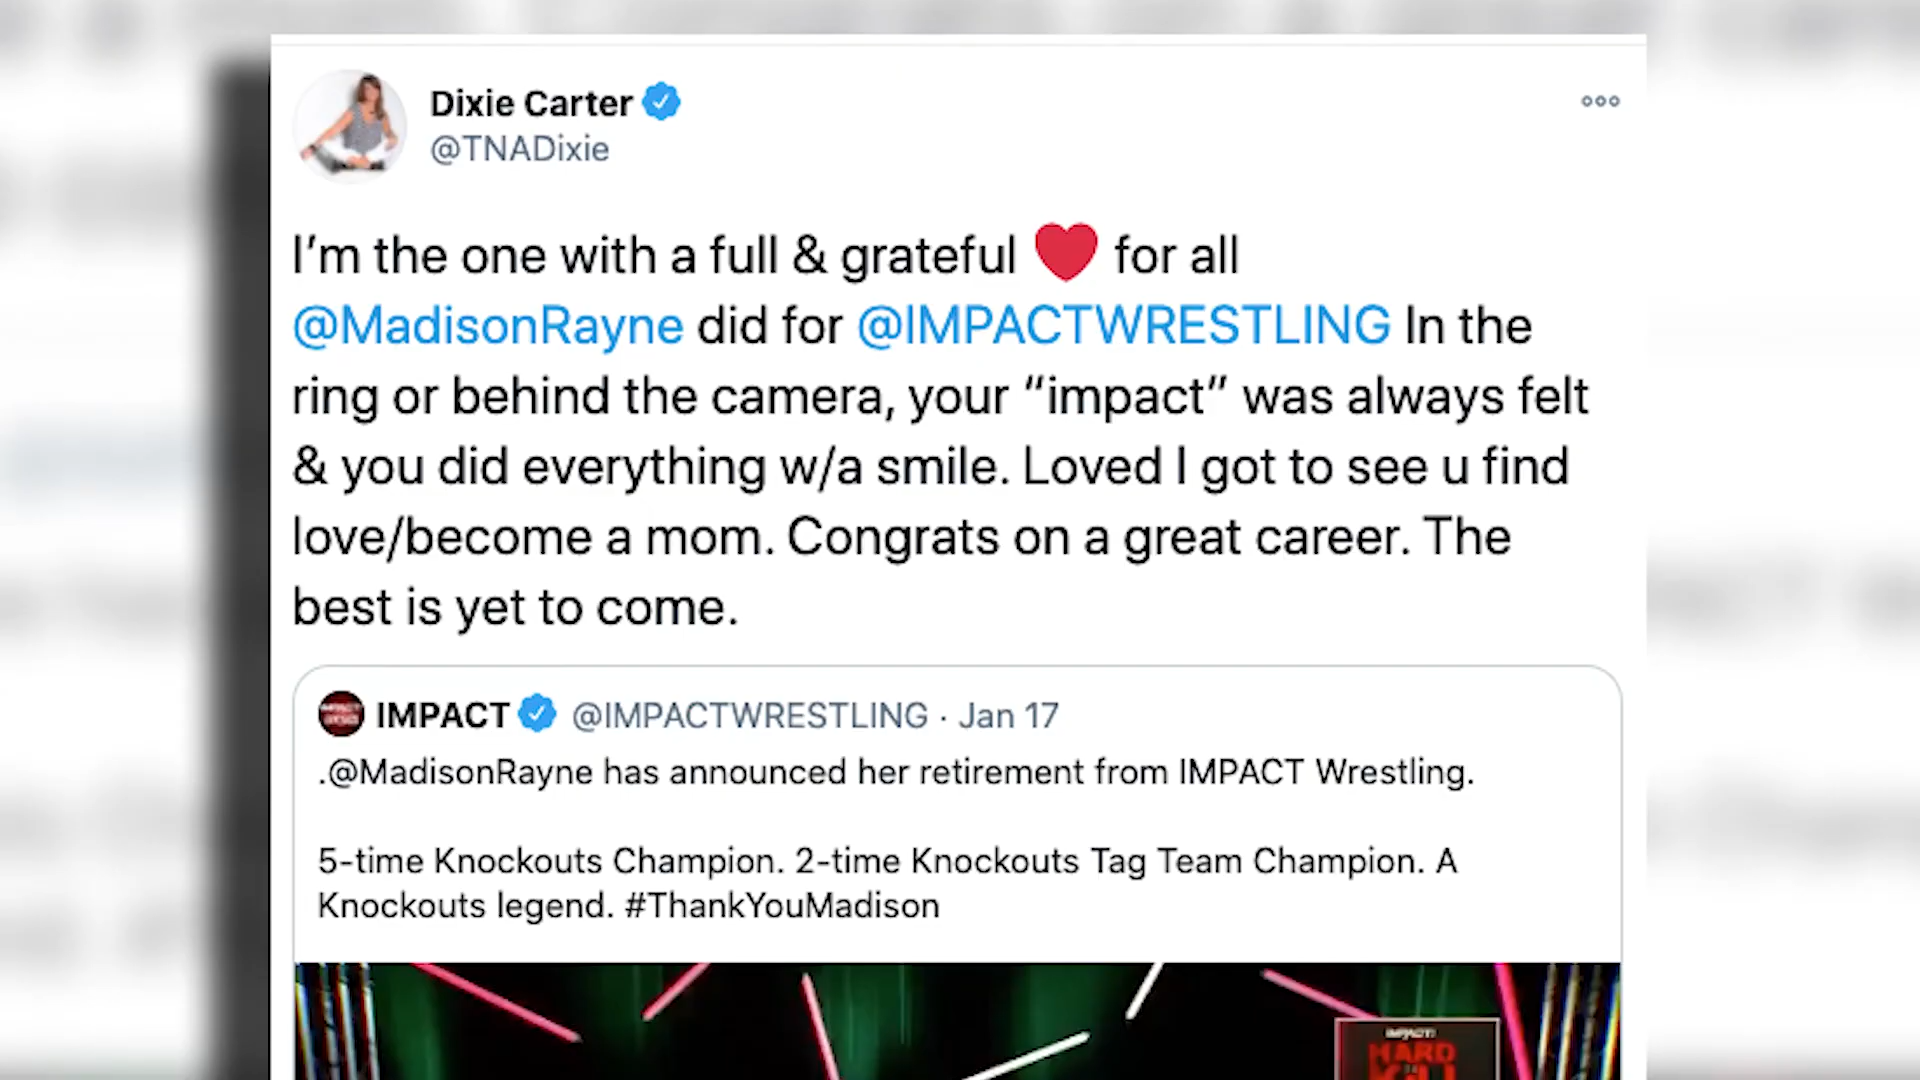 Dixie Carter
@TNADixie
I'm the one with a full & grateful ❤️ for all
@MadisonRayne did for @IMPACTWRESTLING In the
ring or behind the camera, your “impact” was always felt
& you did everything w/a smile. Loved I got to see u find
love/become a mom. Congrats on a great career. The
best is yet to come.
IMPACT @IMPACTWRESTLING · Jan 17
.@MadisonRayne has announced her retirement from IMPACT Wrestling.
5-time Knockouts Champion. 2-time Knockouts Tag Team Champion. A
Knockouts legend. #ThankYouMadison
IMPACT!
HARD